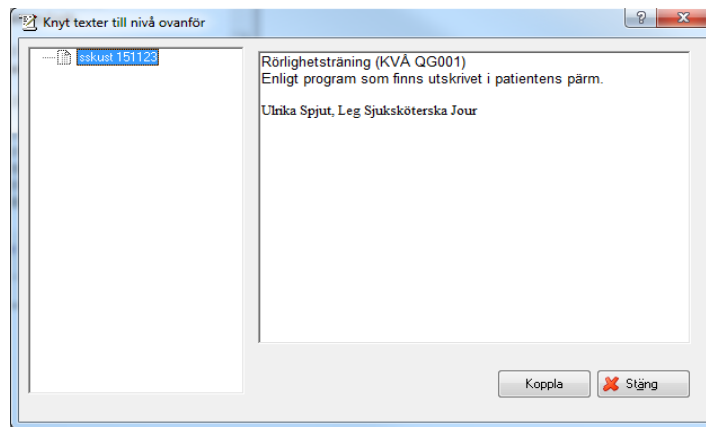 Knyt texter till nivå ovanför
sskust 151123
Rörlighetsträning (KVÅ QG001)
Enligt program som finns utskrivet i patientens pärm.
Ulrika Spjut, Leg Sjuksköterska Jour
Koppla
Stäng